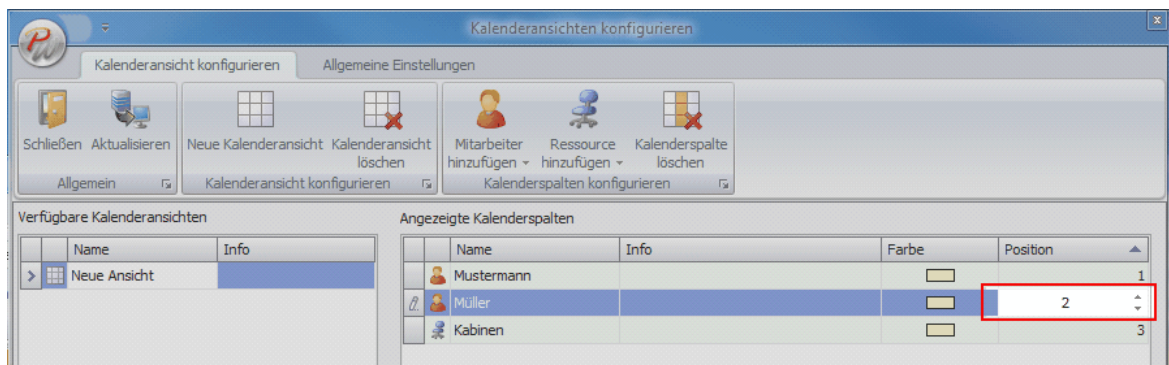 Kalenderansichten konfigurieren
x
PW
Kalenderansicht konfigurieren Allgemeine Einstellungen
Schließen Aktualisieren Neue Kalenderansicht Kalenderansicht löschen Mitarbeiter hinzufügen Ressource hinzufügen Kalenderspalte löschen
Allgemein Kalenderansicht konfigurieren Kalenderspalten konfigurieren
Verfügbare Kalenderansichten Angezeigte Kalenderspalten
Name Info Name Info Farbe Position
Neue Ansicht Mustermann 1
Müller 2
Kabinen 3